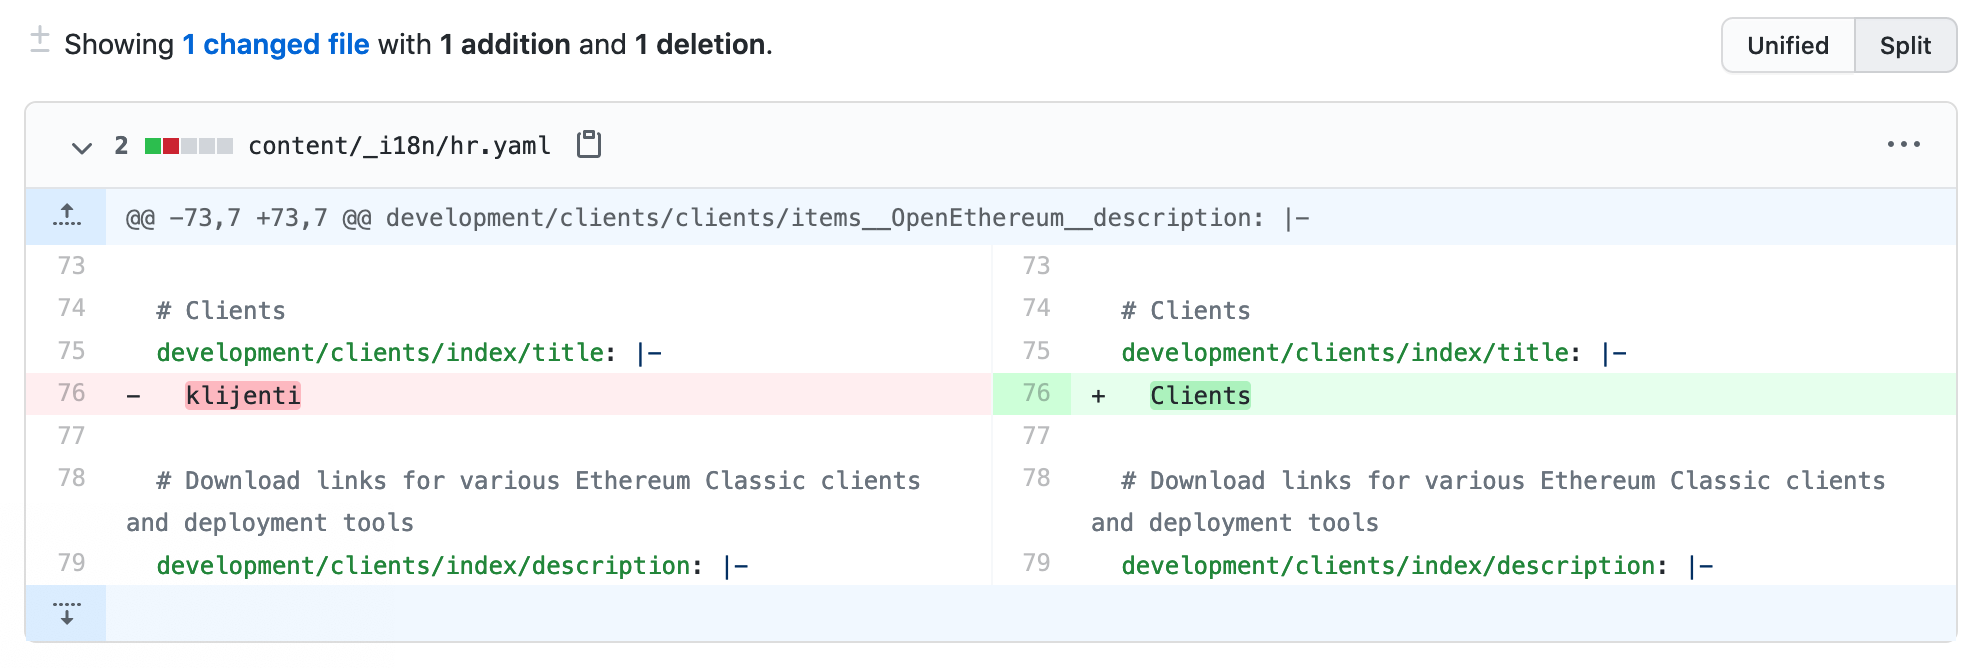 Showing 1 changed file with 1 addition and 1 deletion.
Unified Split
2 content/_i18n/hr.yaml
@@ -73,7 +73,7 @@ development/clients/clients/items__OpenEthereum__description: |-
73
74 # Clients
75 development/clients/index/title: |-
76 - klijenti
77
78 # Download links for various Ethereum Classic clients
and deployment tools
79 development/clients/index/description: |-
73
74 # Clients
75 development/clients/index/title: |-
76 + Clients
77
78 # Download links for various Ethereum Classic clients
and deployment tools
79 development/clients/index/description: |-